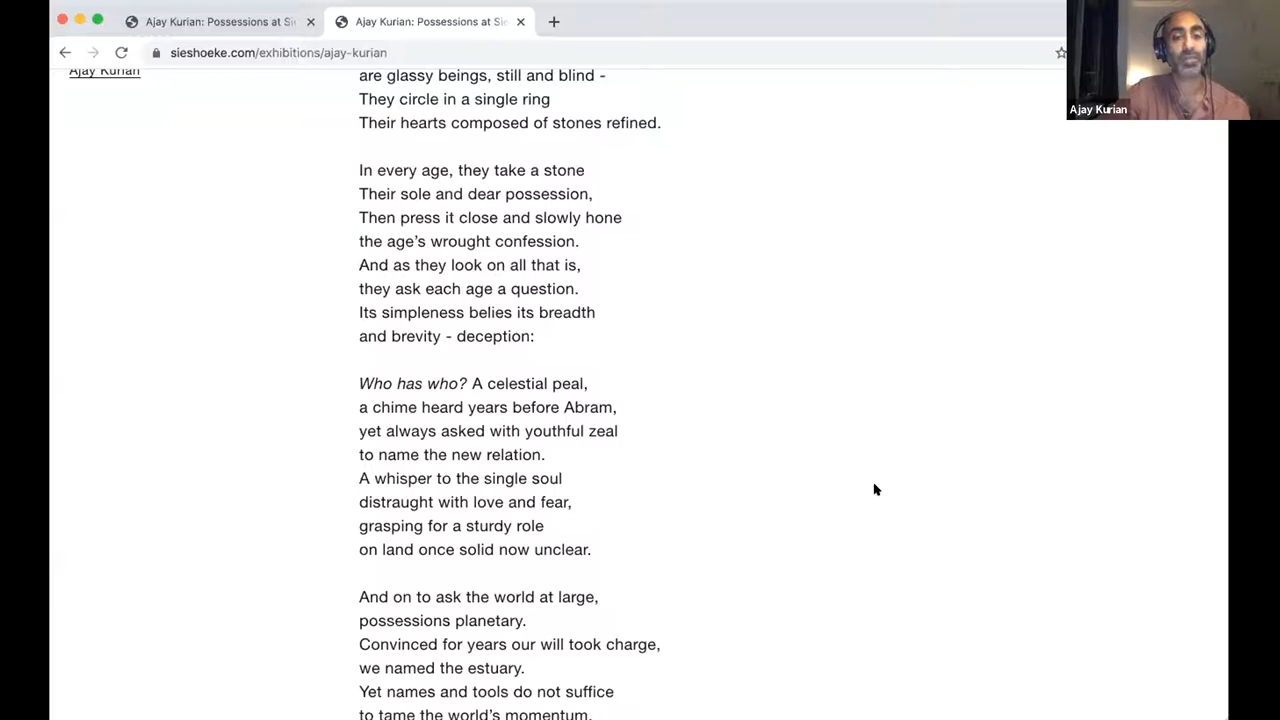 Ajay Kurian: Possessions at Sie
Ajay Kurian: Possessions at Sie
sieshoeke.com/exhibitions/ajay-kurian
Ajay Kurian
Ajay Kurian
are glassy beings, still and blind -
They circle in a single ring
Their hearts composed of stones refined.
In every age, they take a stone
Their sole and dear possession,
Then press it close and slowly hone
the age’s wrought confession.
And as they look on all that is,
they ask each age a question.
Its simpleness belies its breadth
and brevity - deception:
Who has who? A celestial peal,
a chime heard years before Abram,
yet always asked with youthful zeal
to name the new relation.
A whisper to the single soul
distraught with love and fear,
grasping for a sturdy role
on land once solid now unclear.
And on to ask the world at large,
possessions planetary.
Convinced for years our will took charge,
we named the estuary.
Yet names and tools do not suffice
to tame the world’s momentum.